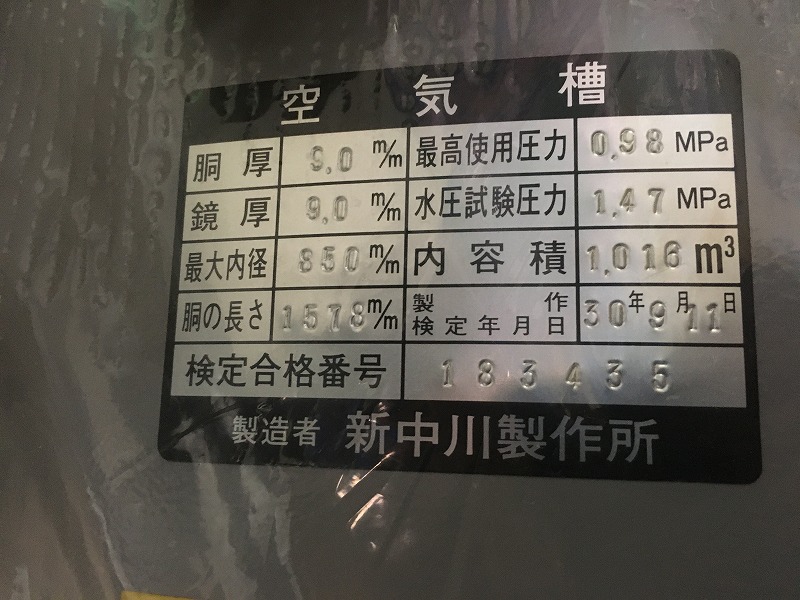 空気槽
胴厚 9.0 m/m 最高使用圧力 0.98 MPa
鏡厚 9.0 m/m 水圧試験圧力 1.47 MPa
最大内径 850 m/m 内容積 1.016 m³
胴の長さ 1578 m/m 製作検定年月日 30年9月11日
検定合格番号 183435
製造者 新中川製作所